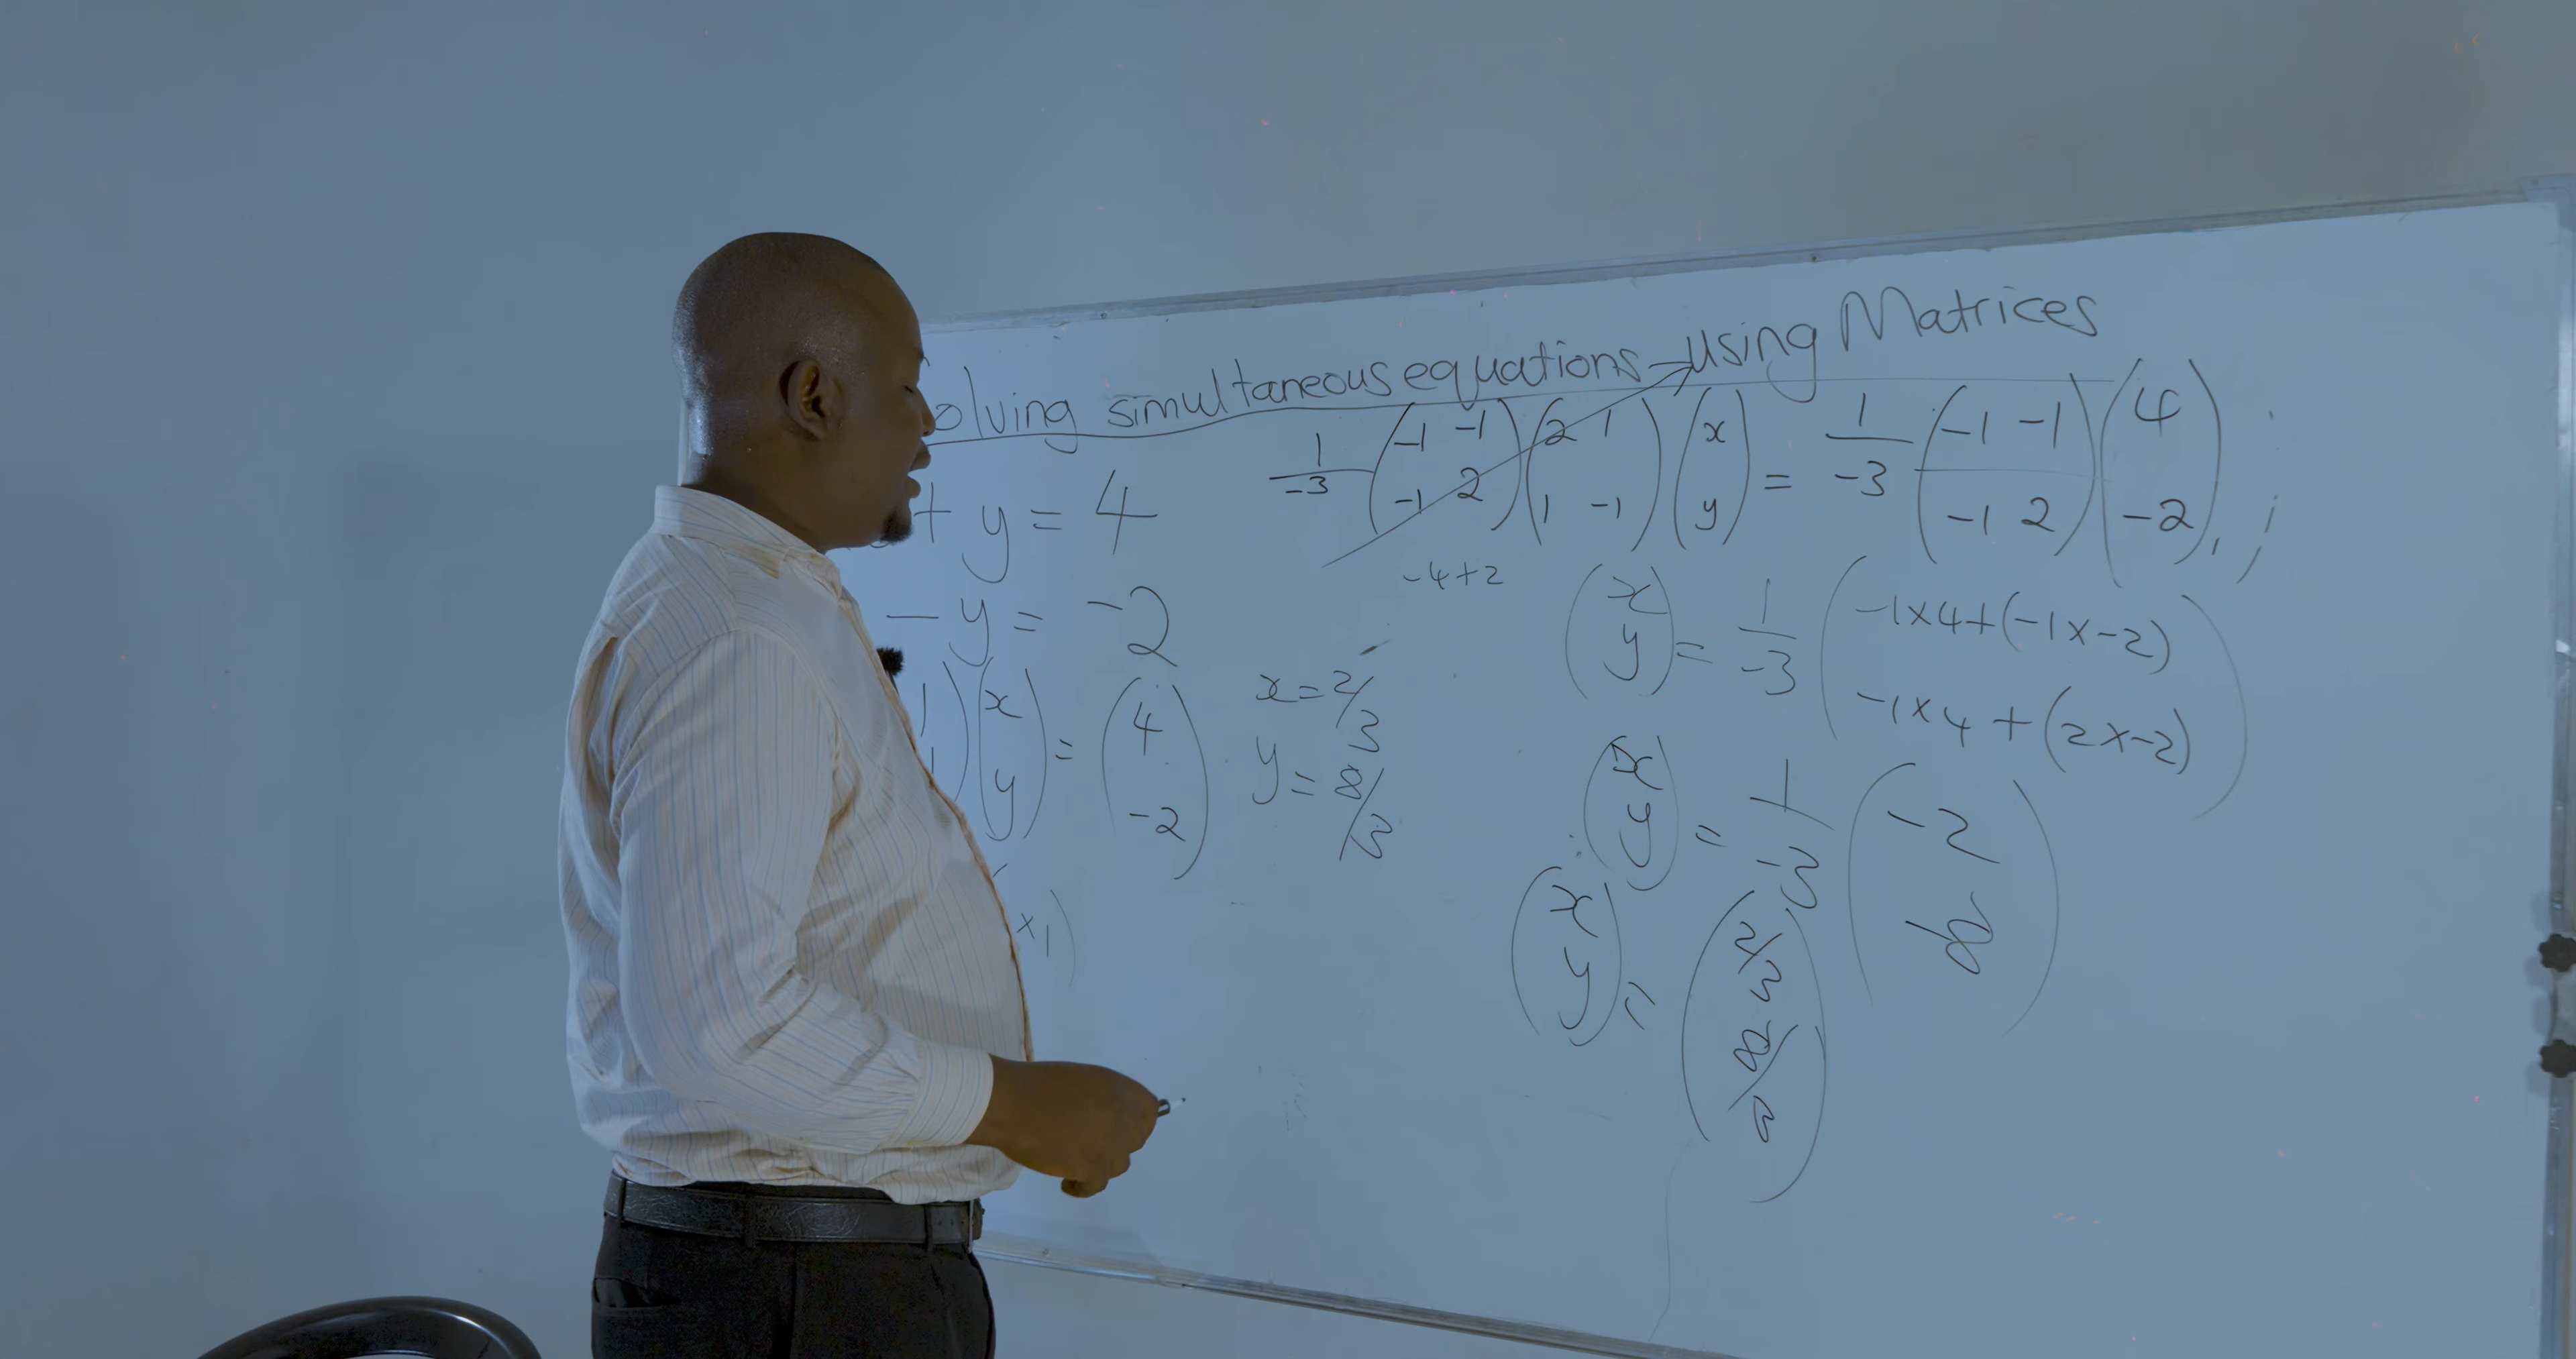 olving simultaneous equations using Matrices
+ y = 4
- y = -2
1) (x y) = (4 -2)
x 1)
x = 2/3
y = 8/3
1/-3 (-1 -1 -1 2) (2 1 1 -1) (x y) = 1/-3 (-1 -1 -1 2) (4 -2)
-4+2
(x y) = 1/-3 (-1x4+(-1x-2) -1x4+(2x-2))
(x y) = 1/-3 (-2 -8)
(x y) = (2/3 8/3)